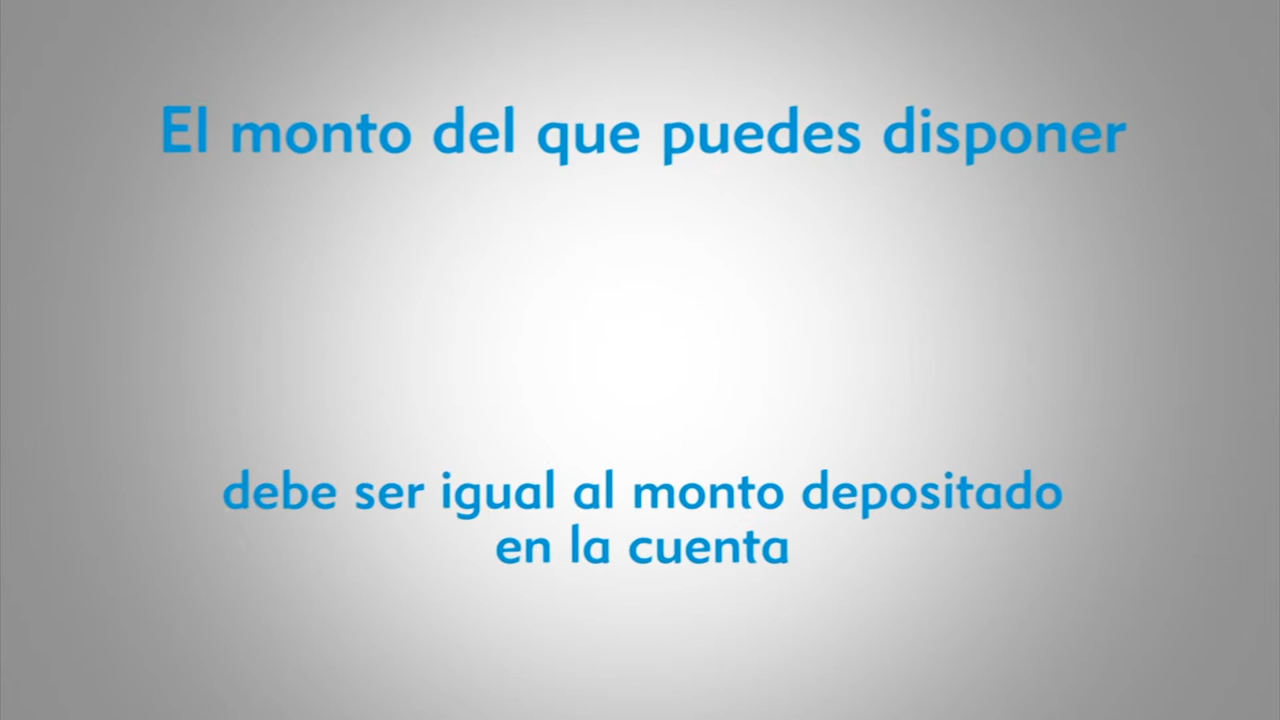 El monto del que puedes disponer
debe ser igual al monto depositado
en la cuenta